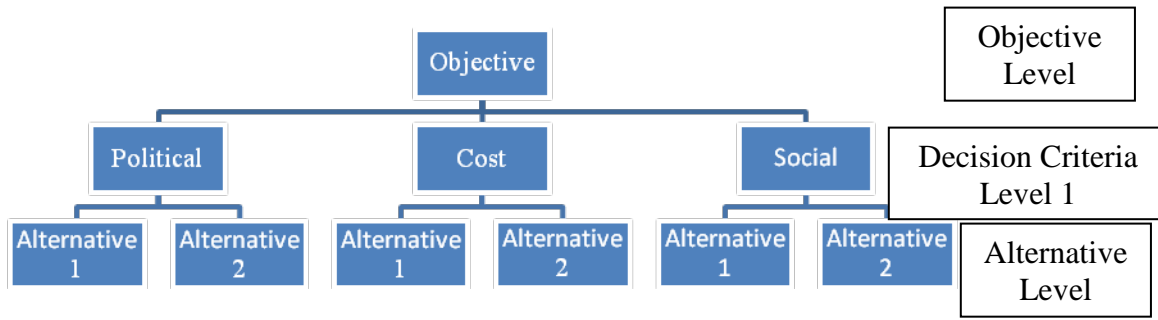 Objective
Objective
Level
Political
Cost
Social
Decision Criteria
Level 1
Alternative
1
Alternative
2
Alternative
1
Alternative
2
Alternative
1
Alternative
2
Alternative
Level